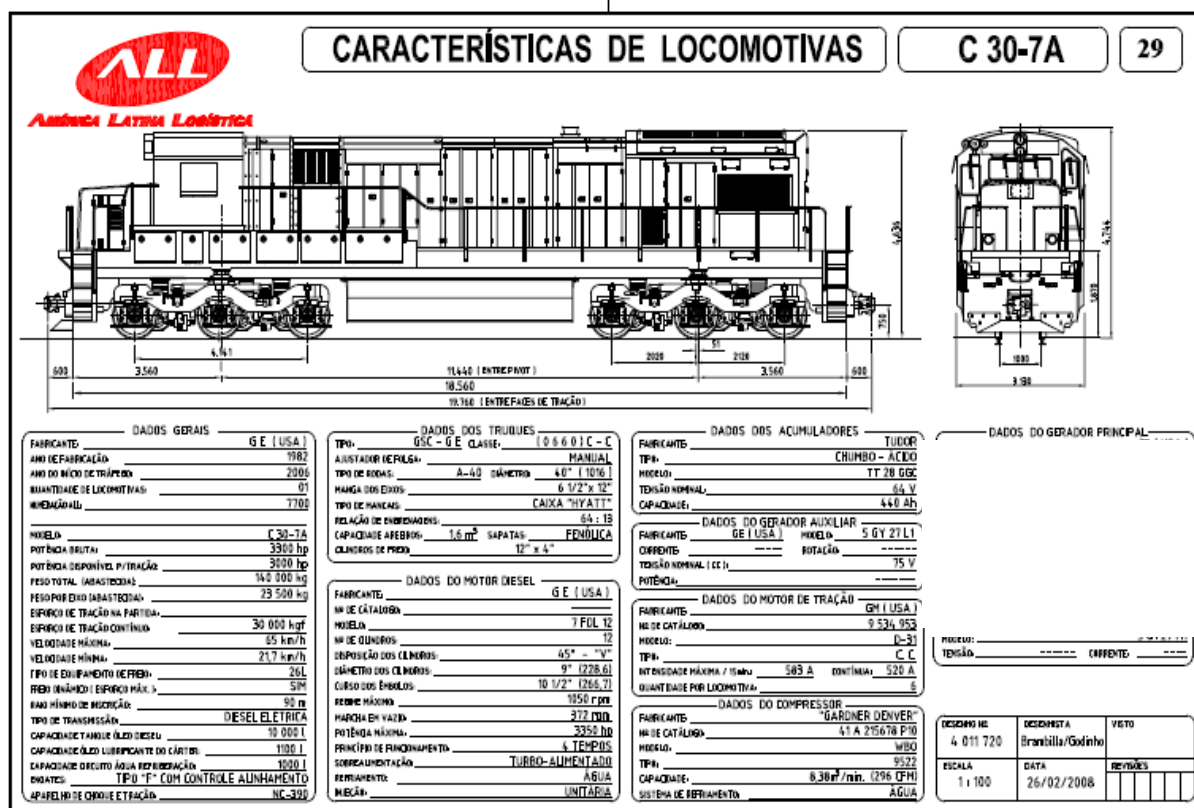 ALL
AMÉRICA LATINA LOGÍSTICA
CARACTERÍSTICAS DE LOCOMOTIVAS
C 30-7A
29
4,636
4,744
1,870
750
4.141
2020
51
2120
1000
600
3.560
11.440 ( ENTRE PIVOT )
3.560
600
18.560
3.130
19.760 ( ENTRE FACES DE TRAÇÃO )
DADOS GERAIS
FABRICANTE: G E ( USA )
ANO DE FABRICAÇÃO: 1982
ANO DO INÍCIO DE TRÁFEGO: 2006
QUANTIDADE DE LOCOMOTIVAS: 01
NUMERAÇÃO ALL: 7700
MODELO: C 30-7A
POTÊNCIA BRUTA: 3300 hp
POTÊNCIA DISPONÍVEL P/TRAÇÃO: 3000 hp
PESO TOTAL (ABASTECIDA): 140 000 kg
PESO POR EIXO (ABASTECIDA): 23 500 kg
ESFORÇO DE TRAÇÃO NA PARTIDA:
ESFORÇO DE TRAÇÃO CONTÍNUO: 30 000 kgf
VELOCIDADE MÁXIMA: 65 km/h
VELOCIDADE MÍNIMA: 21,7 km/h
TIPO DE EQUIPAMENTO DE FREIO: 26L
FREIO DINÂMICO ( ESFORÇO MÁX. ): SIM
RAIO MÍNIMO DE INSCRIÇÃO: 90 m
TIPO DE TRANSMISSÃO: DIESEL ELÉTRICA
CAPACIDADE TANQUE ÓLEO DIESEL: 10 000 l
CAPACIDADE ÓLEO LUBRIFICANTE DO CÁRTER: 1100 l
CAPACIDADE CIRCUITO ÁGUA REFRIGERAÇÃO: 1000 l
ENGATES: TIPO "F" COM CONTROLE ALINHAMENTO
APARELHO DE CHOQUE E TRAÇÃO: NC-390
DADOS DOS TRUQUES
TIPO: GSC - G E CLASSE: ( 0 6 6 0 ) C - C
AJUSTADOR DE FOLGA: MANUAL
TIPO DE RODAS: A-40 DIÂMETRO: 40" ( 1016 )
MANGA DOS EIXOS: 6 1/2" x 12"
TIPO DE MANCAIS: CAIXA "HYATT"
RELAÇÃO DE ENGRENAGENS: 64 : 13
CAPACIDADE AREEIROS: 1,6 m³ SAPATAS: FENÓLICA
CILINDROS DE FREIO: 12" x 4"
DADOS DO MOTOR DIESEL
FABRICANTE: G E ( USA )
Nº DE CÁTALOGO:
MODELO: 7 FDL 12
Nº DE CILINDROS: 12
DISPOSIÇÃO DOS CILINDROS: 45° - "V"
DIÂMETRO DOS CILINDROS: 9" (228,6)
CURSO DOS ÊMBOLOS: 10 1/2" (266,7)
REGIME MÁXIMO: 1050 rpm
MARCHA EM VAZIO: 372 rpm
POTÊNCIA MÁXIMA: 3350 hp
PRINCÍPIO DE FUNCIONAMENTO: 4 TEMPOS
SOBREALIMENTAÇÃO: TURBO-ALIMENTADO
REFRIAMENTO: ÁGUA
INJEÇÃO: UNITÁRIA
DADOS DOS ACUMULADORES
FABRICANTE: TUDOR
TIPO: CHUMBO - ÁCIDO
MODELO: TT 28 GGC
TENSÃO NOMINAL: 64 V
CAPACIDADE: 440 Ah
DADOS DO GERADOR AUXILIAR
FABRICANTE: GE ( USA ) MODELO: 5 GY 27 L1
CORRENTE: ---- ROTAÇÃO: ------
TENSÃO NOMINAL ( CC ): 75 V
POTÊNCIA: ------
DADOS DO MOTOR DE TRAÇÃO
FABRICANTE: GM ( USA )
Nº DE CATÁLOGO: 9 534 953
MODELO: D-31
TIPO: C C
INTENSIDADE MÁXIMA / 15min: 583 A CONTÍNUA: 520 A
QUANTIDADE POR LOCOMOTIVA: 6
DADOS DO COMPRESSOR
FABRICANTE: "GARDNER DENVER"
Nº DE CATÁLOGO: 41 A 215678 P10
MODELO: WBO
TIPO: 9522
CAPACIDADE: 8,38m³/min. (296 CFM)
SISTEMA DE REFRIAMENTO: ÁGUA
DADOS DO GERADOR PRINCIPAL
MODELO:
TENSÃO: ------ CORRENTE: ----
DESENHO Nº DESENHISTA VISTO
4 011 720 Brambilla/Godinho
ESCALA DATA REVISÕES
1 : 100 26/02/2008